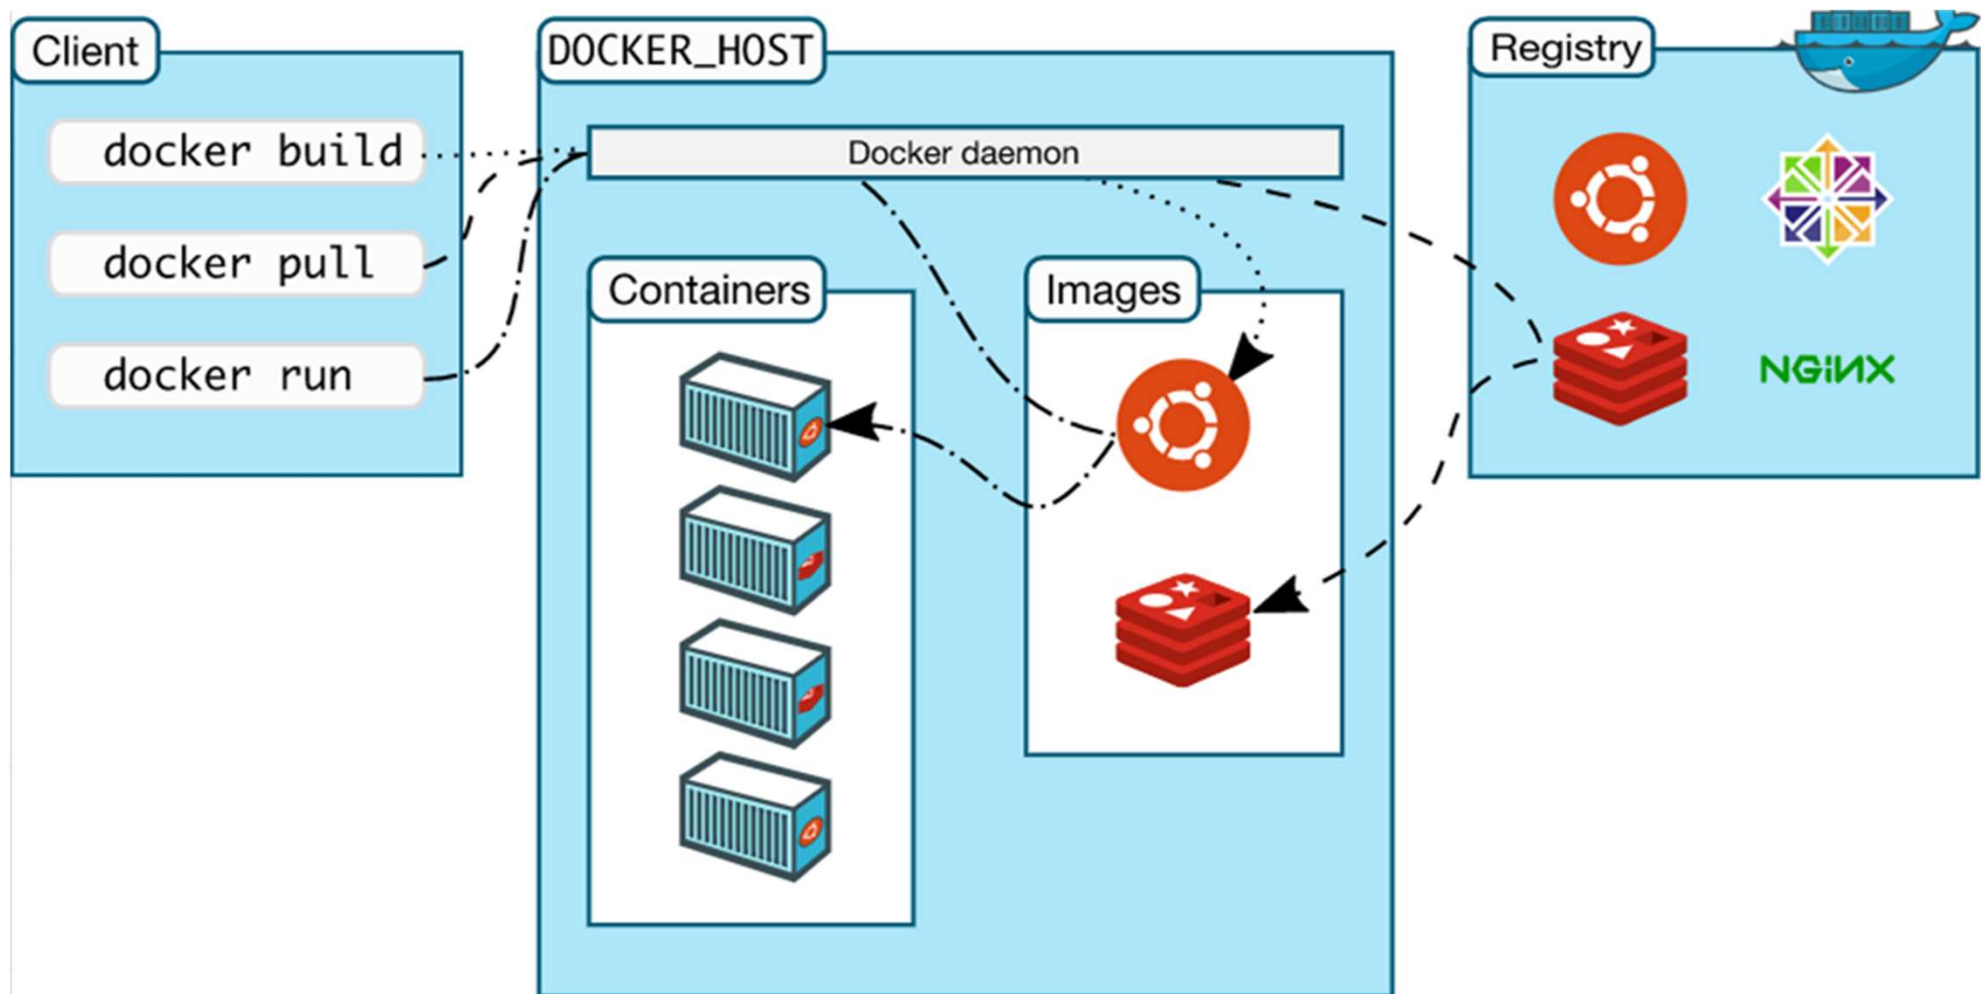 Client
docker build
docker pull
docker run
DOCKER_HOST
Docker daemon
Containers
Images
Registry
NGiNX